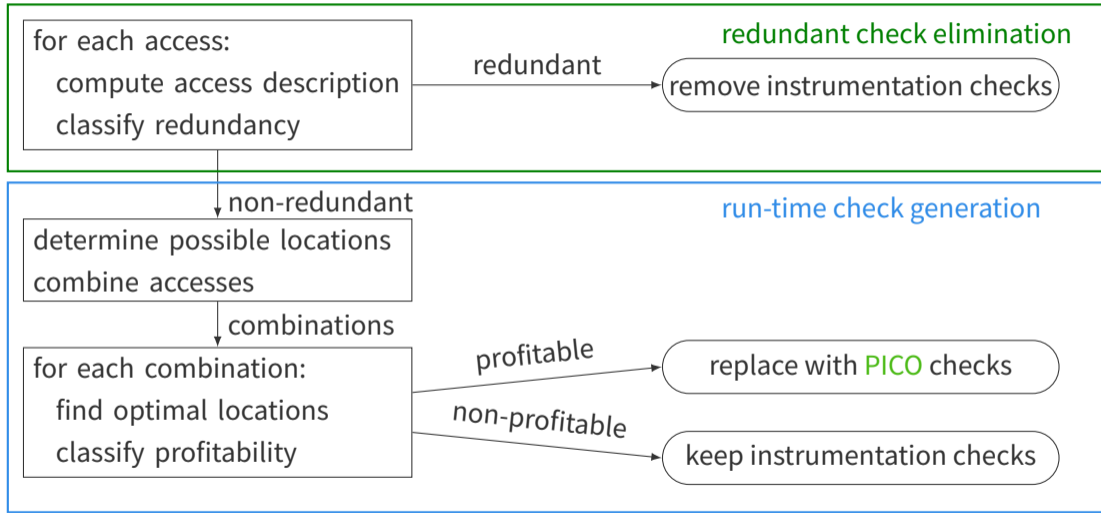 for each access:
compute access description
classify redundancy
redundant
redundant check elimination
remove instrumentation checks
non-redundant
run-time check generation
determine possible locations
combine accesses
combinations
for each combination:
find optimal locations
classify profitability
profitable
replace with PICO checks
non-profitable
keep instrumentation checks